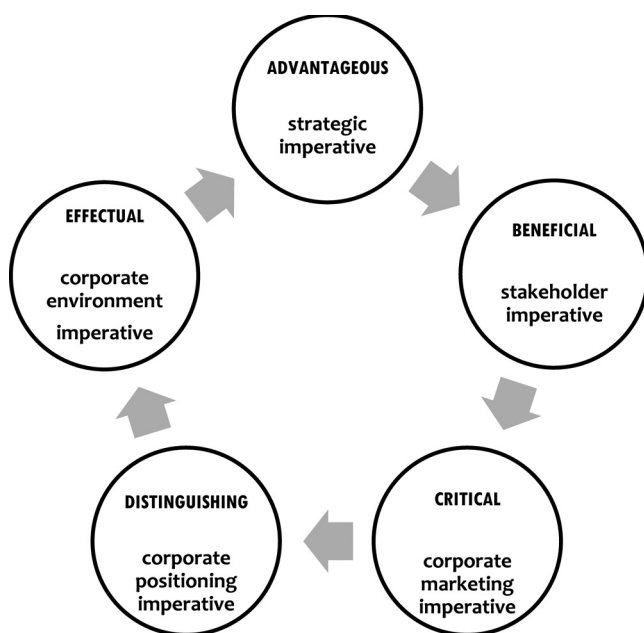 ADVANTAGEOUS
strategic
imperative
BENEFICIAL
stakeholder
imperative
CRITICAL
corporate
marketing
imperative
DISTINGUISHING
corporate
positioning
imperative
EFFECTUAL
corporate
environment
imperative